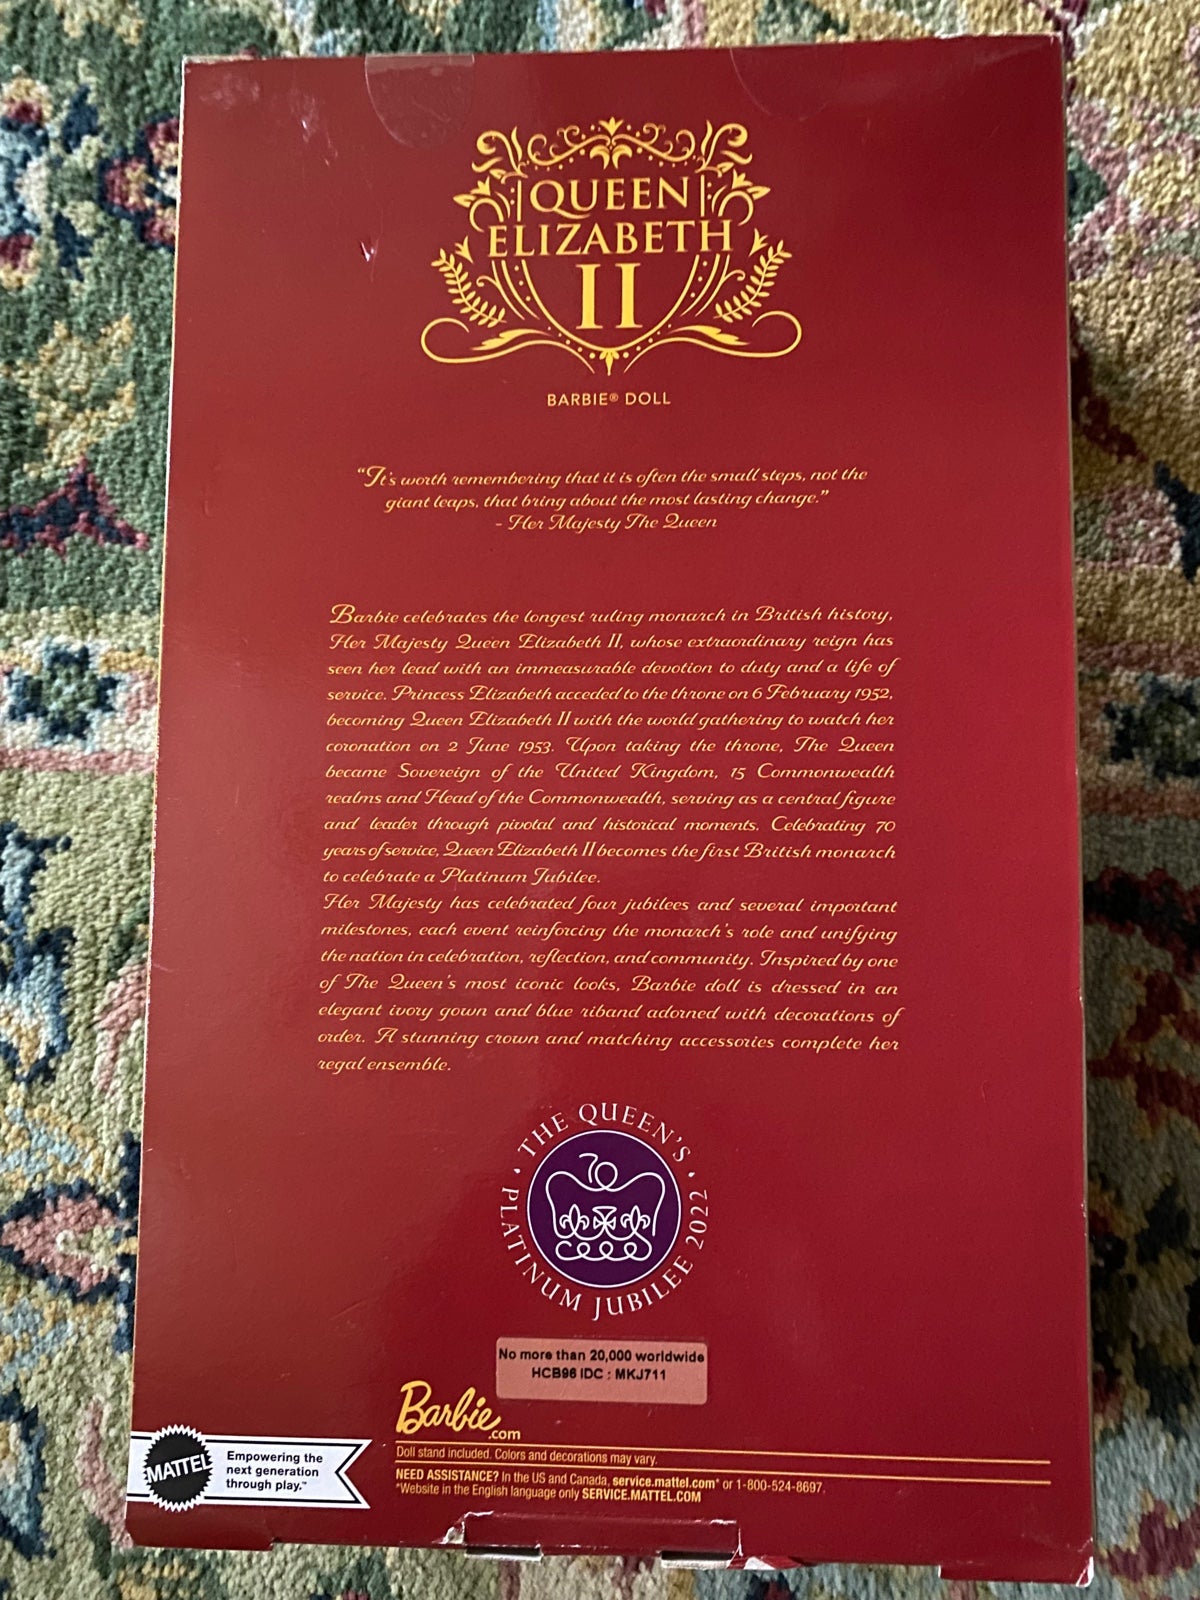 QUEEN
ELIZABETH
II
BARBIE® DOLL
“It's worth remembering that it is often the small steps, not the
giant leaps, that bring about the most lasting change.”
- Her Majesty The Queen
Barbie celebrates the longest ruling monarch in British history,
Her Majesty Queen Elizabeth II, whose extraordinary reign has
seen her lead with an immeasurable devotion to duty and a life of
service. Princess Elizabeth acceded to the throne on 6 February 1952,
becoming Queen Elizabeth II with the world gathering to watch her
coronation on 2 June 1953. Upon taking the throne, The Queen
became Sovereign of the United Kingdom, 15 Commonwealth
realms and Head of the Commonwealth, serving as a central figure
and leader through pivotal and historical moments. Celebrating 70
years of service, Queen Elizabeth II becomes the first British monarch
to celebrate a Platinum Jubilee.
Her Majesty has celebrated four jubilees and several important
milestones, each event reinforcing the monarch's role and unifying
the nation in celebration, reflection, and community. Inspired by one
of The Queen's most iconic looks, Barbie doll is dressed in an
elegant ivory gown and blue riband adorned with decorations of
order. A stunning crown and matching accessories complete her
regal ensemble.
THE QUEEN'S
70
· PLATINUM JUBILEE 2022 ·
No more than 20,000 worldwide
HCB96 IDC : MKJ711
Barbie.com
Doll stand included. Colors and decorations may vary.
MATTEL
Empowering the
next generation
through play.™
NEED ASSISTANCE? In the US and Canada, service.mattel.com* or 1-800-524-8697.
*Website in the English language only SERVICE.MATTEL.COM